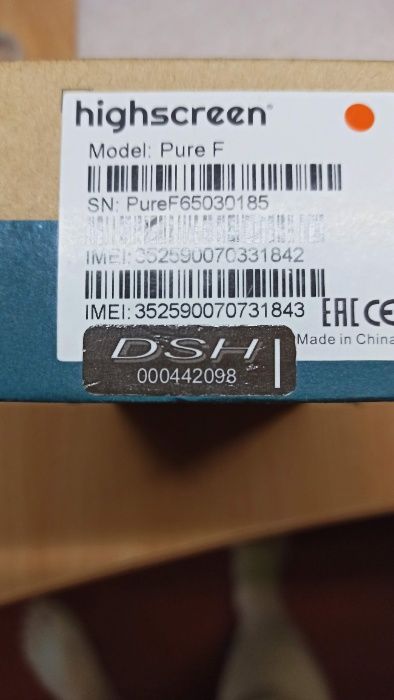 highscreen
Model: Pure F
SN: PureF65030185
IMEI: 352590070331842
IMEI: 352590070731843
EAC CE
Made in China
DSH
000442098